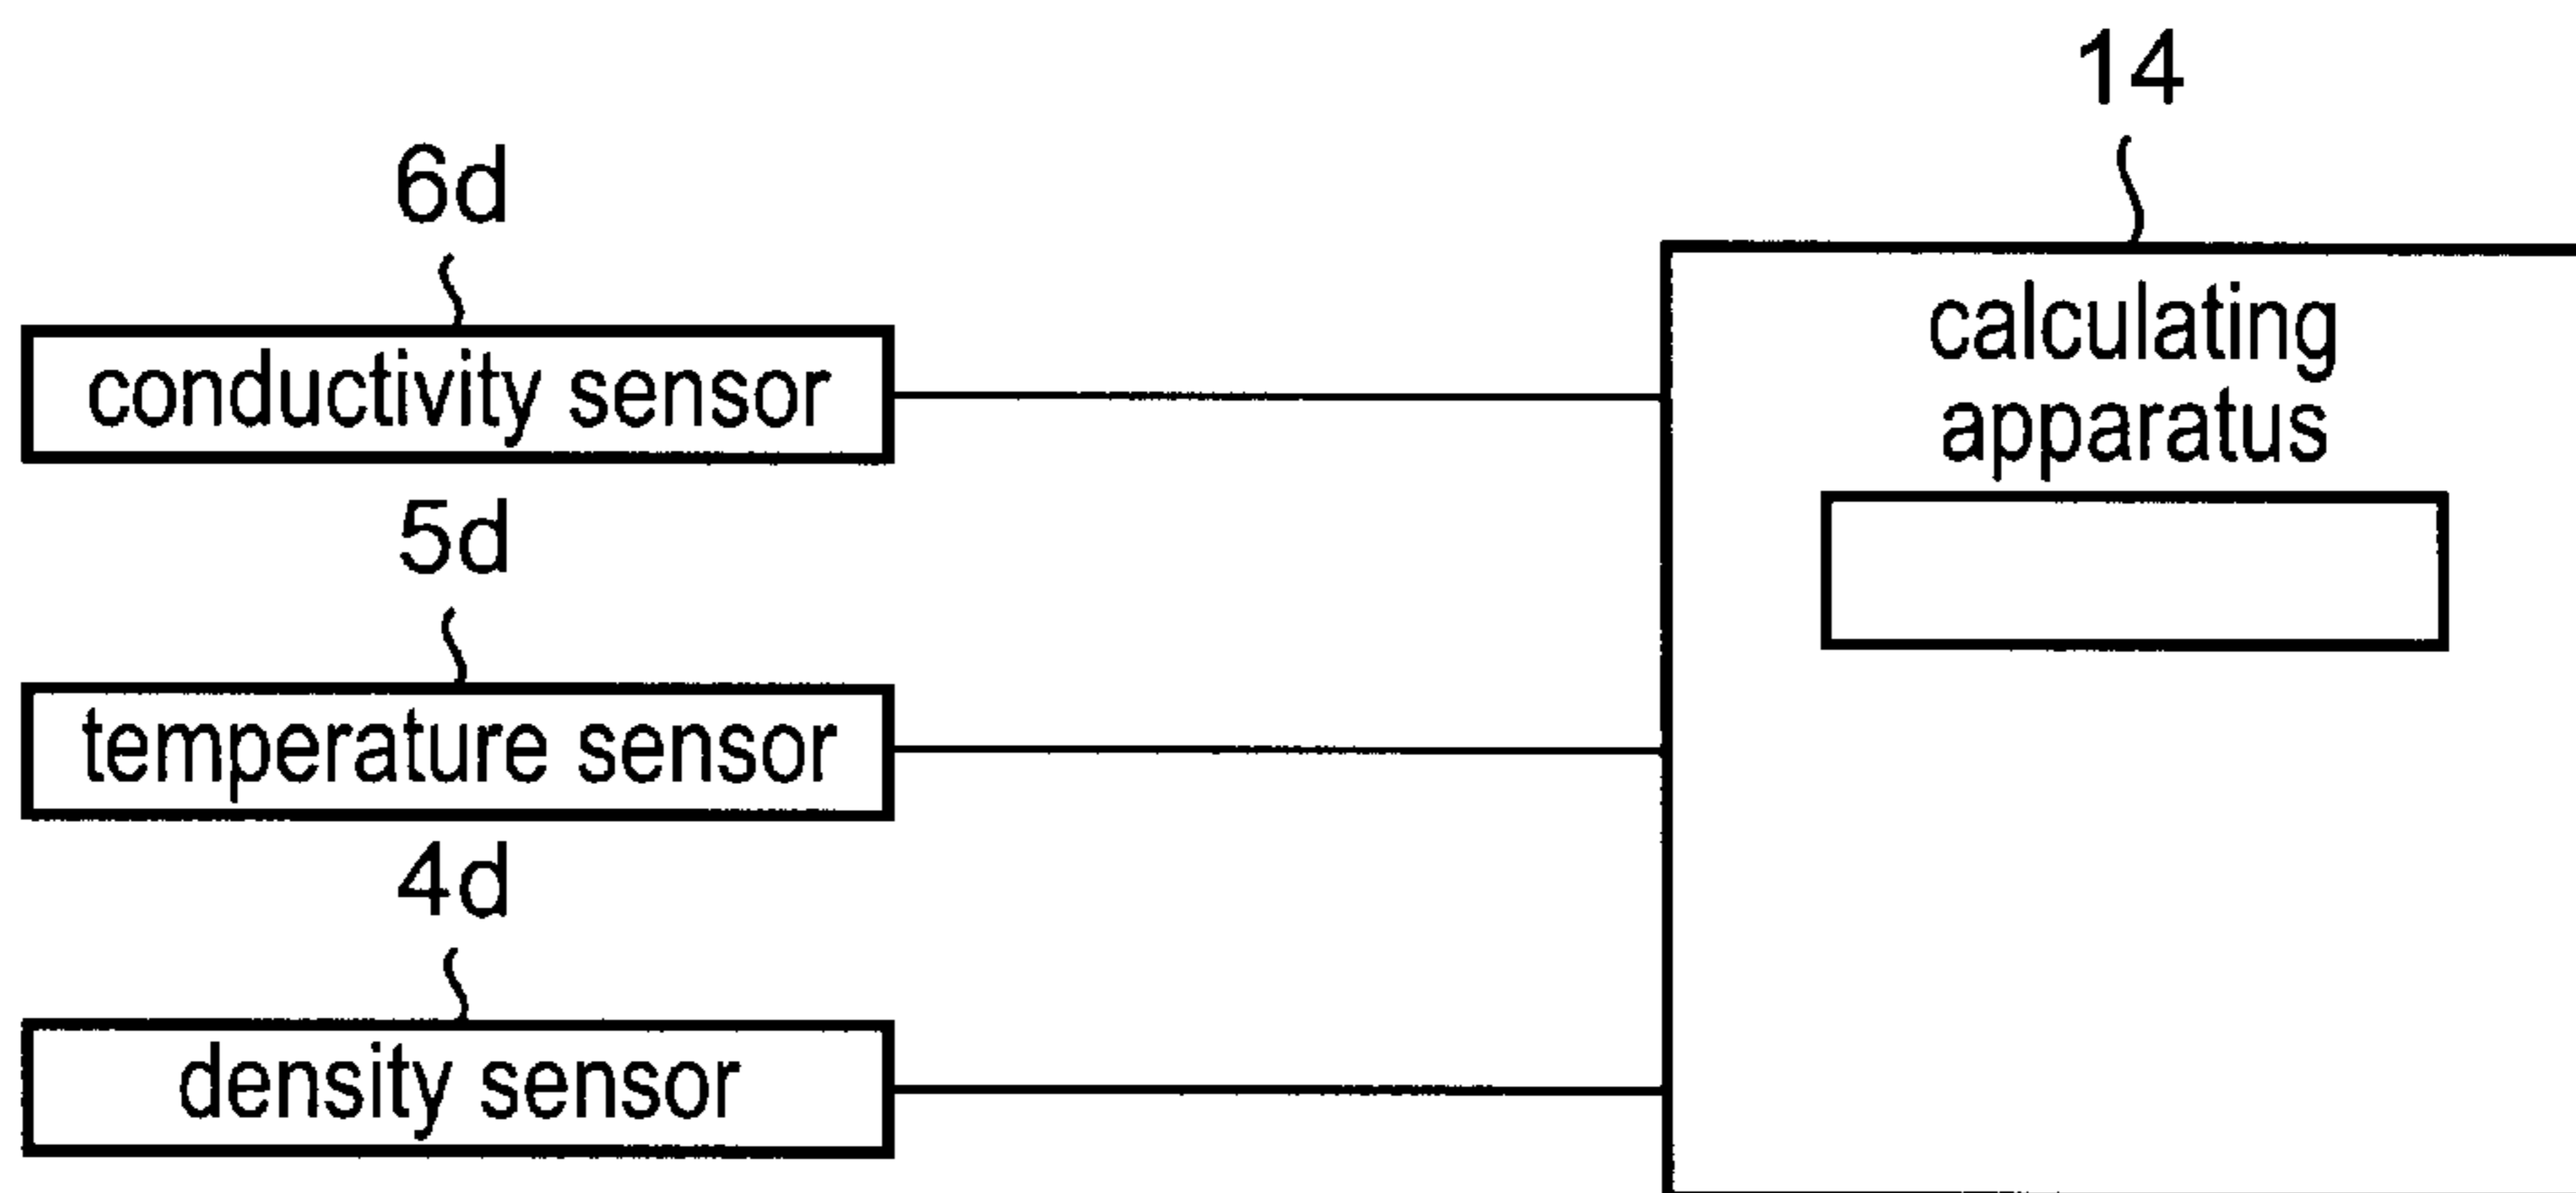 14
6d
calculating
apparatus
conductivity sensor
5d
temperature sensor
4d
density sensor